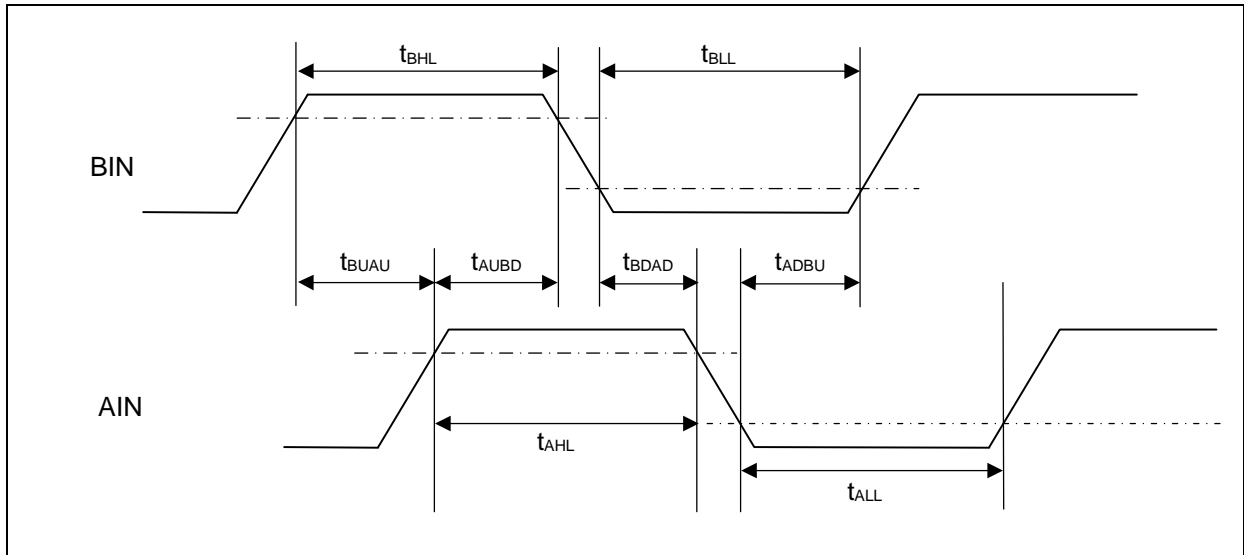 tBHL
tBLL
BIN
tBUAU
tAUBD
tBDAD
tADBU
AIN
tAHL
tALL